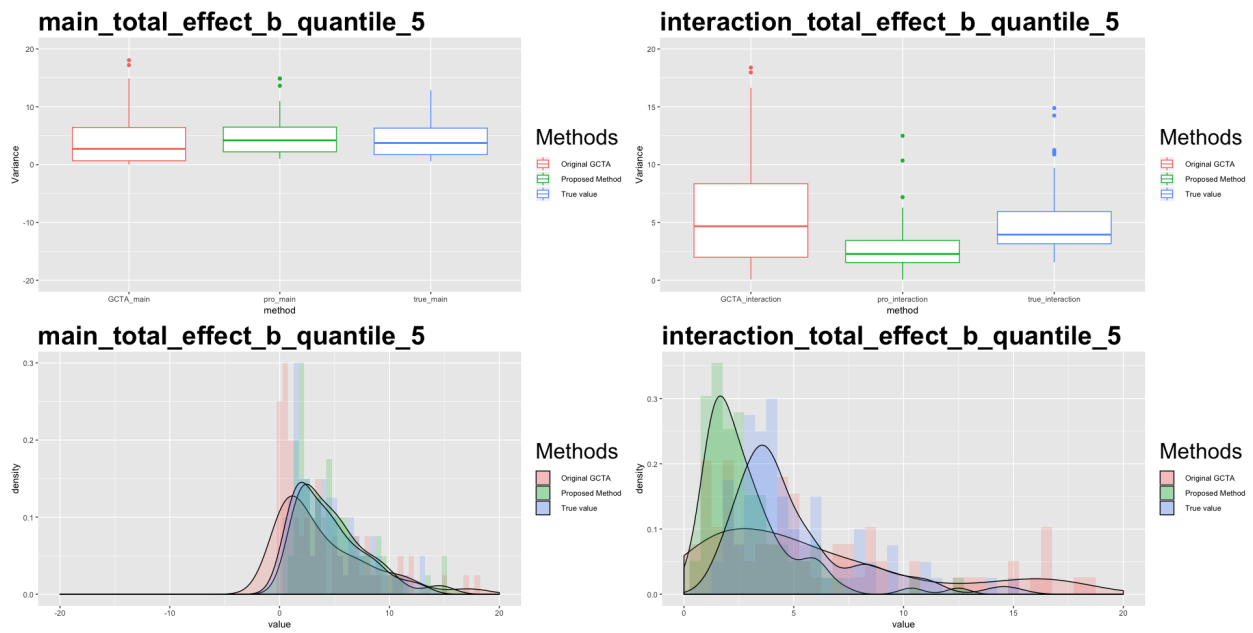 main_total_effect_b_quantile_5
20
10
0
-10
-20
Variance
GCTA_main
pro_main
true_main
method
Methods
Original GCTA
Proposed Method
True value
interaction_total_effect_b_quantile_5
20
15
10
5
0
Variance
GCTA_interaction
pro_interaction
true_interaction
method
Methods
Original GCTA
Proposed Method
True value
main_total_effect_b_quantile_5
0.3
0.2
0.1
0.0
density
-20
-10
0
10
20
value
Methods
Original GCTA
Proposed Method
True value
interaction_total_effect_b_quantile_5
0.3
0.2
0.1
0.0
density
0
5
10
15
20
value
Methods
Original GCTA
Proposed Method
True value